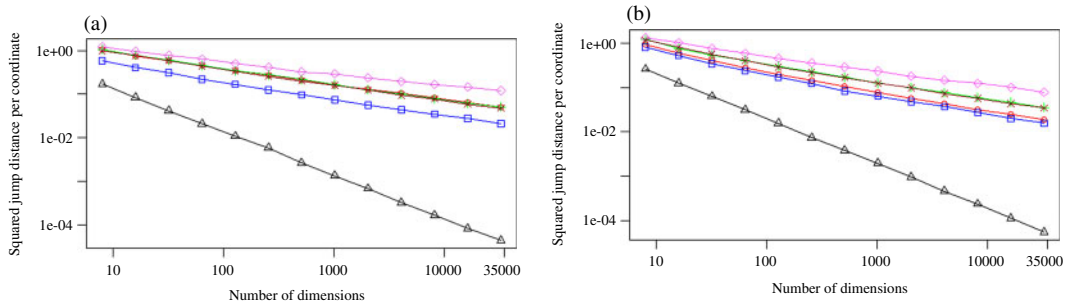 (a)
Squared jump distance per coordinate
1e+00
1e-02
1e-04
10
100
1000
10000
35000
Number of dimensions
(b)
Squared jump distance per coordinate
1e+00
1e-02
1e-04
10
100
1000
10000
35000
Number of dimensions